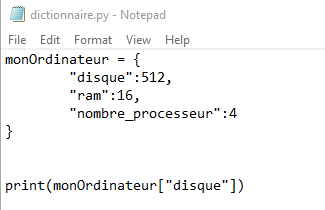 dictionnaire.py - Notepad
File Edit Format View Help
monOrdinateur = {
        "disque":512,
        "ram":16,
        "nombre_processeur":4
}


print(monOrdinateur["disque"])